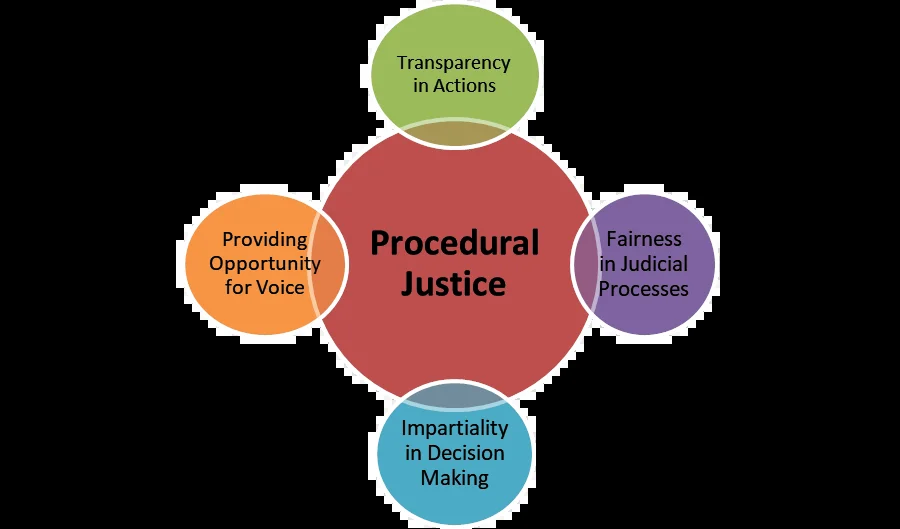 Transparency
in Actions
Providing
Opportunity
for Voice
Procedural
Justice
Fairness
in Judicial
Processes
Impartiality
in Decision
Making